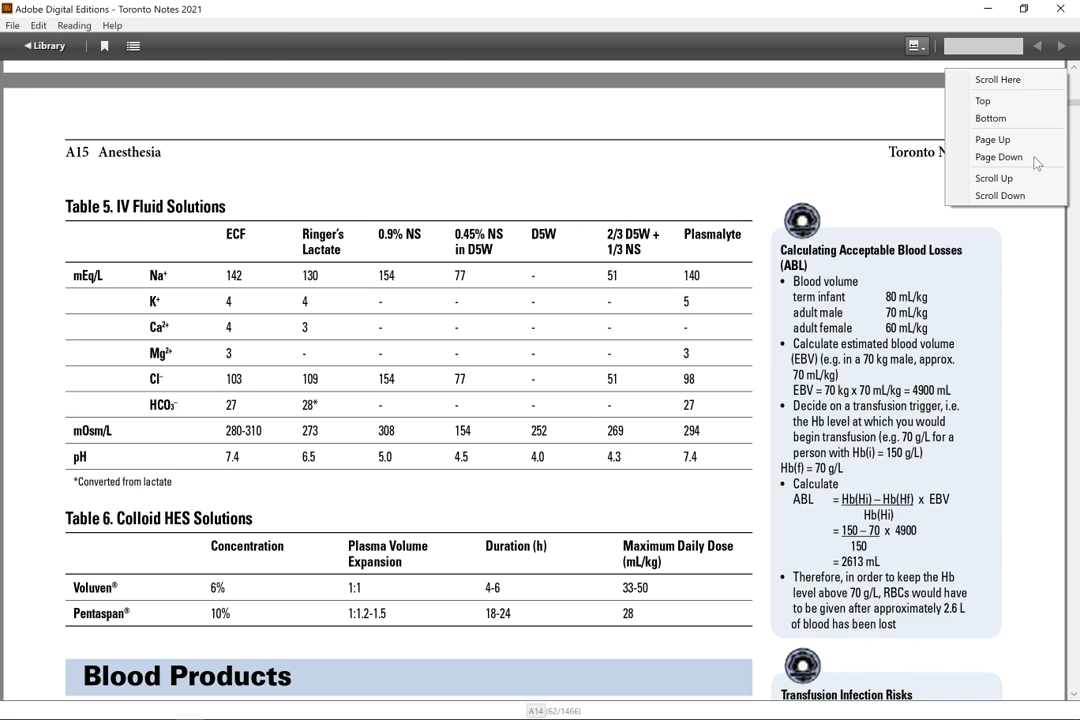 Adobe Digital Editions - Toronto Notes 2021
File Edit Reading Help
Library
Scroll Here
Top
Bottom
Page Up
Page Down
Scroll Up
Scroll Down
A15 Anesthesia
Toronto
Table 5. IV Fluid Solutions
ECF Ringer's Lactate 0.9% NS 0.45% NS in D5W D5W 2/3 D5W + 1/3 NS Plasmalyte
mEq/L Na⁺ 142 130 154 77 - 51 140
K⁺ 4 4 - - - - 5
Ca²⁺ 4 3 - - - - -
Mg²⁺ 3 - - - - - 3
Cl⁻ 103 109 154 77 - 51 98
HCO₃⁻ 27 28* - - - - 27
mOsm/L 280-310 273 308 154 252 269 294
pH 7.4 6.5 5.0 4.5 4.0 4.3 7.4
*Converted from lactate
Table 6. Colloid HES Solutions
Concentration Plasma Volume Expansion Duration (h) Maximum Daily Dose (mL/kg)
Voluven® 6% 1:1 4-6 33-50
Pentaspan® 10% 1:1.2-1.5 18-24 28
Blood Products
Calculating Acceptable Blood Losses
(ABL)
• Blood volume
term infant 80 mL/kg
adult male 70 mL/kg
adult female 60 mL/kg
• Calculate estimated blood volume
(EBV) (e.g. in a 70 kg male, approx.
70 mL/kg)
EBV = 70 kg x 70 mL/kg = 4900 mL
• Decide on a transfusion trigger, i.e.
the Hb level at which you would
begin transfusion (e.g. 70 g/L for a
person with Hb(i) = 150 g/L)
Hb(f) = 70 g/L
• Calculate
ABL = Hb(Hi) – Hb(Hf) x EBV
Hb(Hi)
= 150 – 70 x 4900
150
= 2613 mL
• Therefore, in order to keep the Hb
level above 70 g/L, RBCs would have
to be given after approximately 2.6 L
of blood has been lost
Transfusion Infection Risks
A14 (62/1466)